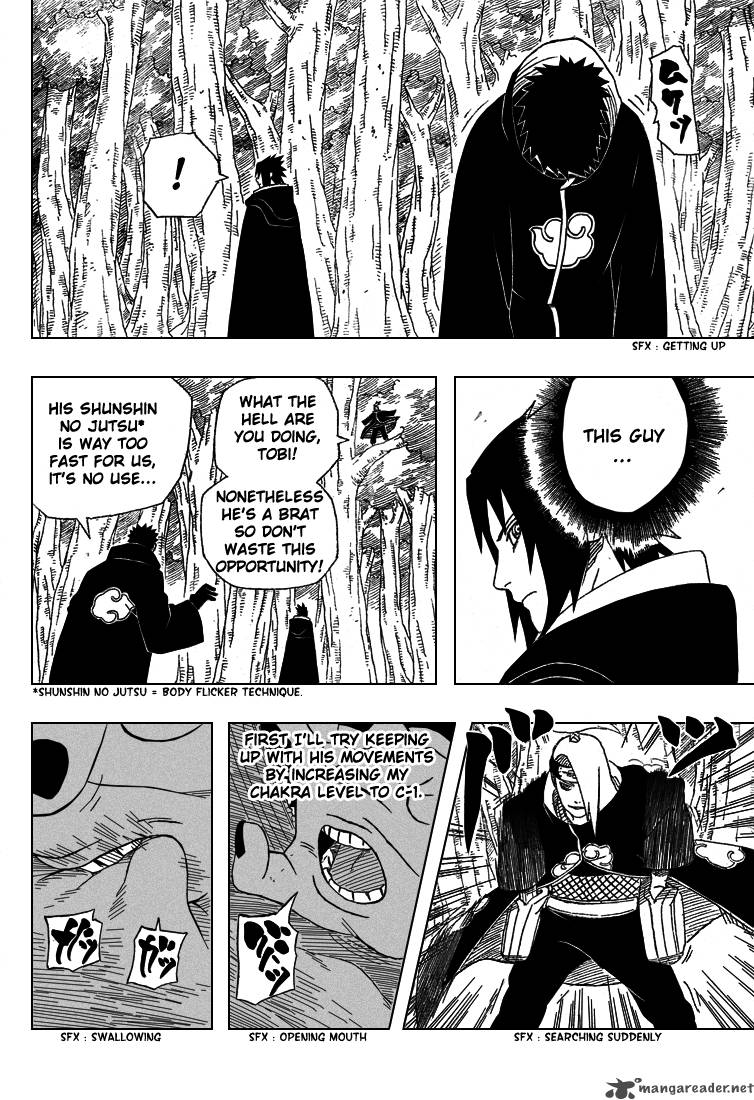 ムクッ
!
SFX : GETTING UP
THIS GUY
...
WHAT THE
HELL ARE
YOU DOING,
TOBI!
NONETHELESS
HE'S A BRAT
SO DON'T
WASTE THIS
OPPORTUNITY!
HIS SHUNSHIN
NO JUTSU*
IS WAY TOO
FAST FOR US,
IT'S NO USE...
*SHUNSHIN NO JUTSU = BODY FLICKER TECHNIQUE.
SFX : SEARCHING SUDDENLY
FIRST I'LL TRY KEEPING
UP WITH HIS MOVEMENTS
BY INCREASING MY
CHAKRA LEVEL TO C-1.
SFX : OPENING MOUTH
SFX : SWALLOWING
mangareader.net